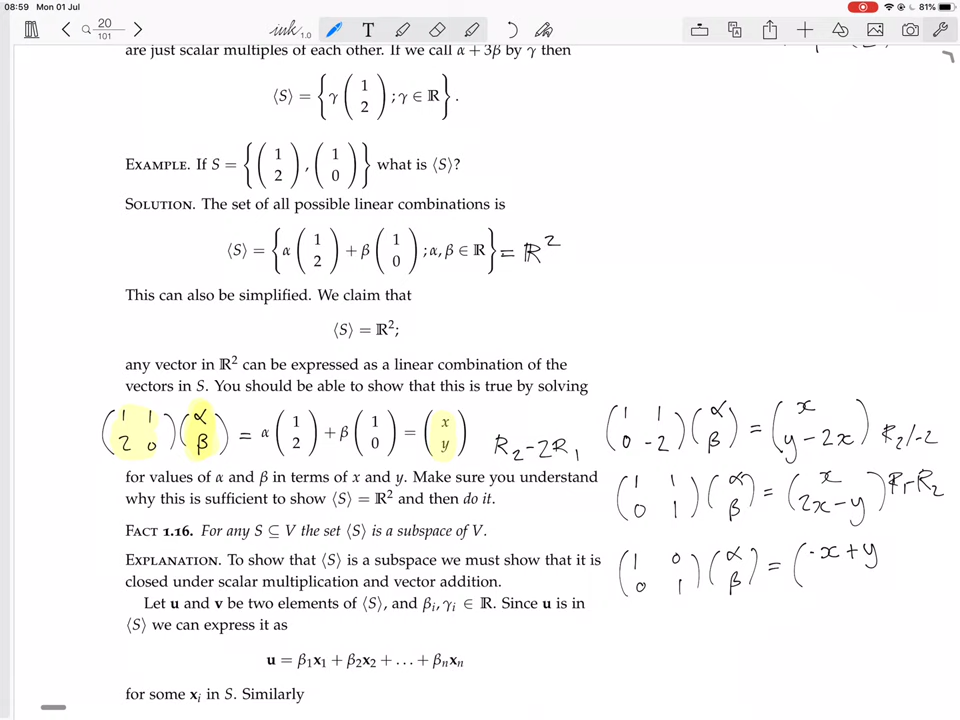 08:59 Mon 01 Jul 81%
20
101
ink 1.0 T
are just scalar multiples of each other. If we call α + 3β by γ then
⟨S⟩ = { γ ( 1 2 ) ; γ ∈ ℝ } .
EXAMPLE. If S = { ( 1 2 ) , ( 1 0 ) } what is ⟨S⟩?
SOLUTION. The set of all possible linear combinations is
⟨S⟩ = { α ( 1 2 ) + β ( 1 0 ) ; α, β ∈ ℝ } = ℝ²
This can also be simplified. We claim that
⟨S⟩ = ℝ²;
any vector in ℝ² can be expressed as a linear combination of the
vectors in S. You should be able to show that this is true by solving
( 1 1 2 0 ) ( α β ) = α ( 1 2 ) + β ( 1 0 ) = ( x y ) R₂-2R₁ ( 1 1 0 -2 ) ( α β ) = ( x y-2x ) R₂/-2
for values of α and β in terms of x and y. Make sure you understand
why this is sufficient to show ⟨S⟩ = ℝ² and then do it.
( 1 1 0 1 ) ( α β ) = ( x 2x-y ) R₁-R₂
FACT 1.16. For any S ⊆ V the set ⟨S⟩ is a subspace of V.
EXPLANATION. To show that ⟨S⟩ is a subspace we must show that it is
closed under scalar multiplication and vector addition.
( 1 0 0 1 ) ( α β ) = ( -x+y
Let u and v be two elements of ⟨S⟩, and βᵢ, γᵢ ∈ ℝ. Since u is in
⟨S⟩ we can express it as
u = β₁x₁ + β₂x₂ + . . . + βₙxₙ
for some xᵢ in S. Similarly